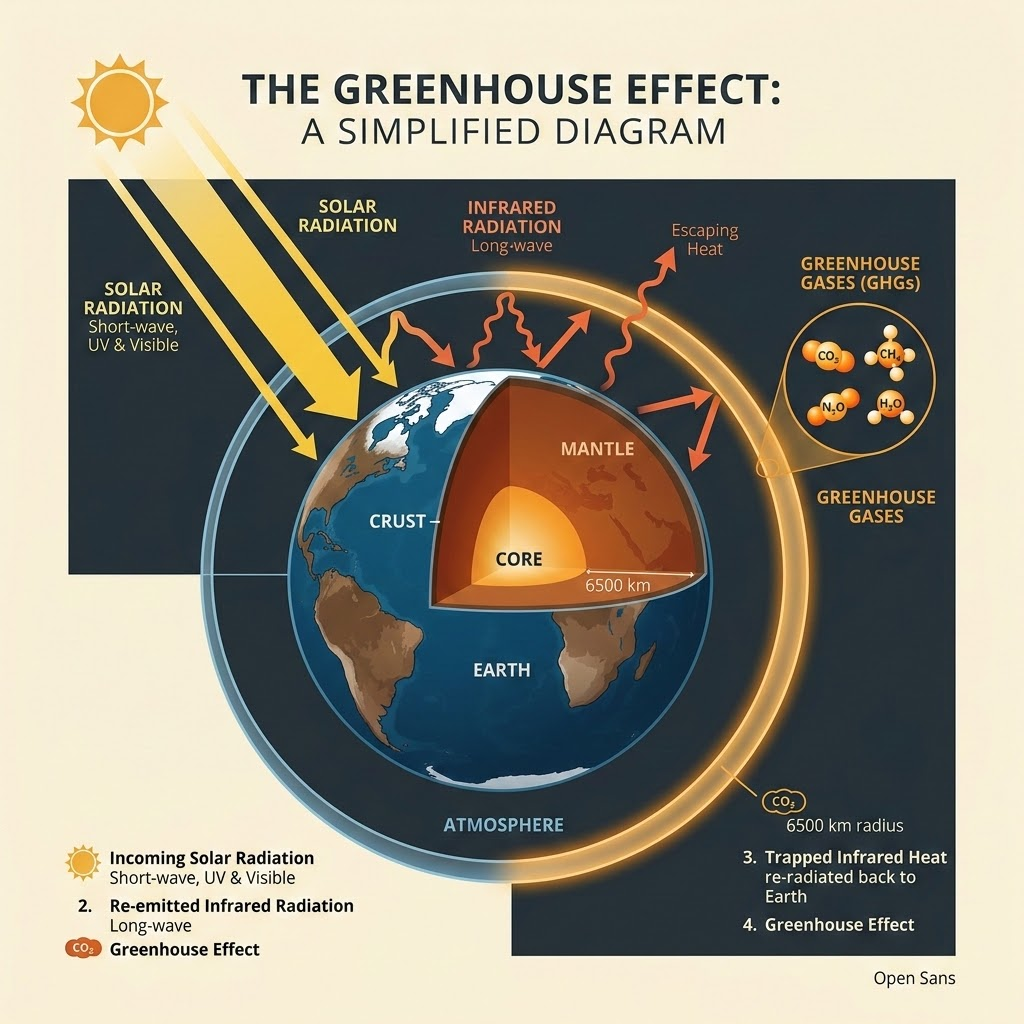 THE GREENHOUSE EFFECT:
A SIMPLIFIED DIAGRAM
SOLAR
RADIATION
INFRARED
RADIATION
Long-wave
Escaping
Heat
SOLAR
RADIATION
Short-wave,
UV & Visible
GREENHOUSE
GASES (GHGs)
CO₂
CH₄
N₂O
H₂O
GREENHOUSE
GASES
MANTLE
CRUST
CORE
6500 km
EARTH
ATMOSPHERE
CO₂
6500 km radius
Incoming Solar Radiation
Short-wave, UV & Visible
2. Re-emitted Infrared Radiation
Long-wave
CO₂ Greenhouse Effect
3. Trapped Infrared Heat
re-radiated back to
Earth
4. Greenhouse Effect
Open Sans